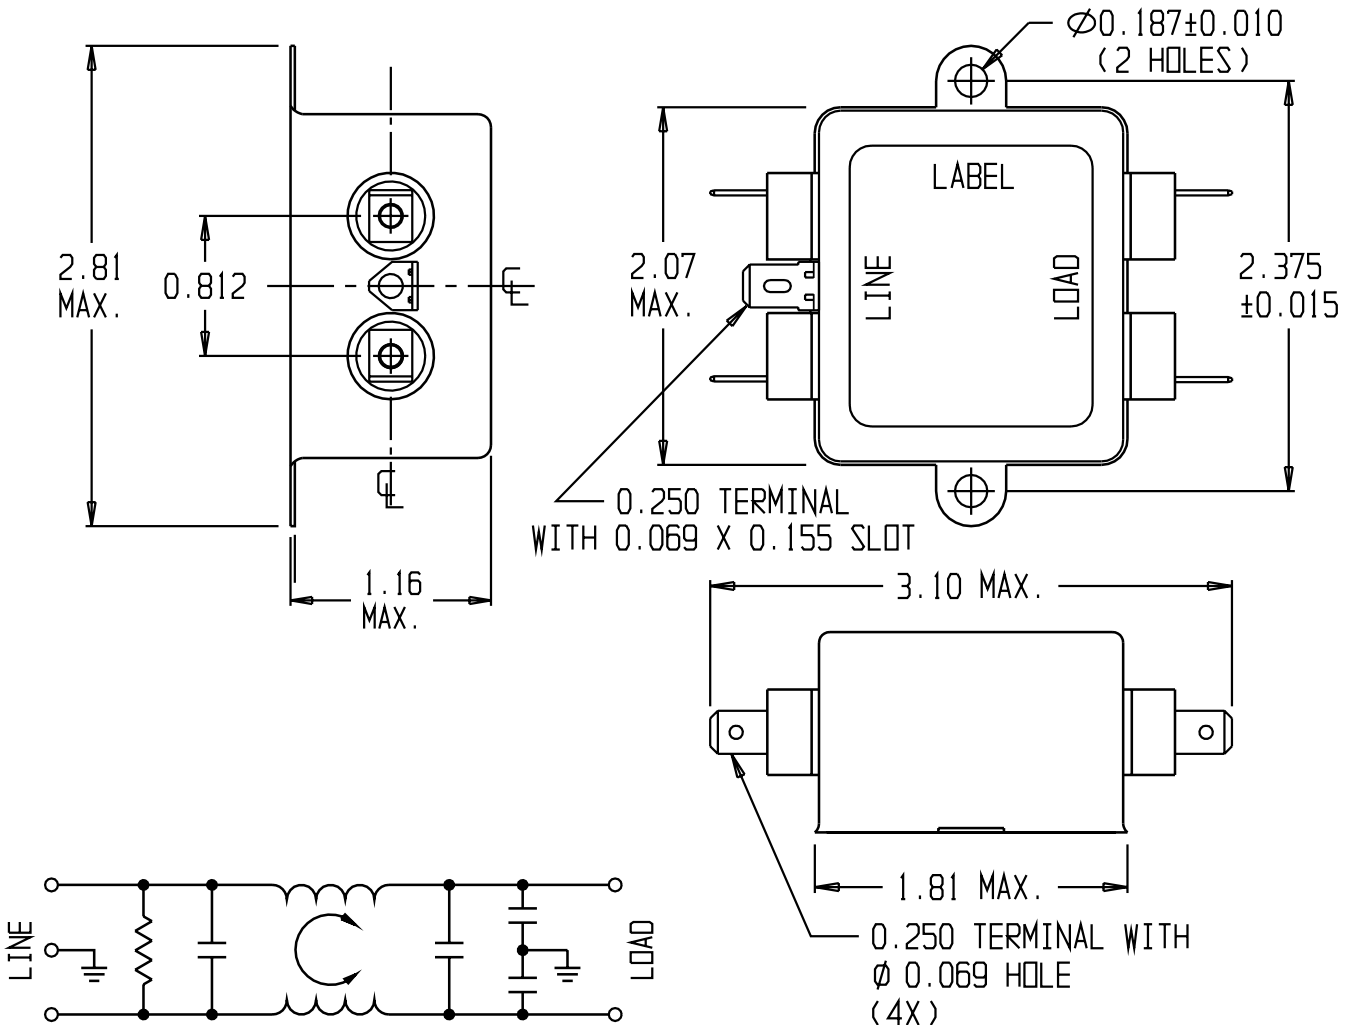 Ø0.187±0.010
(2 HOLES)
2.81
MAX.
0.812
1.16
MAX.
LABEL
LINE
LOAD
2.07
MAX.
2.375
±0.015
0.250 TERMINAL
WITH 0.069 X 0.155 SLOT
3.10 MAX.
1.81 MAX.
0.250 TERMINAL WITH
Ø 0.069 HOLE
(4X)
LINE
LOAD